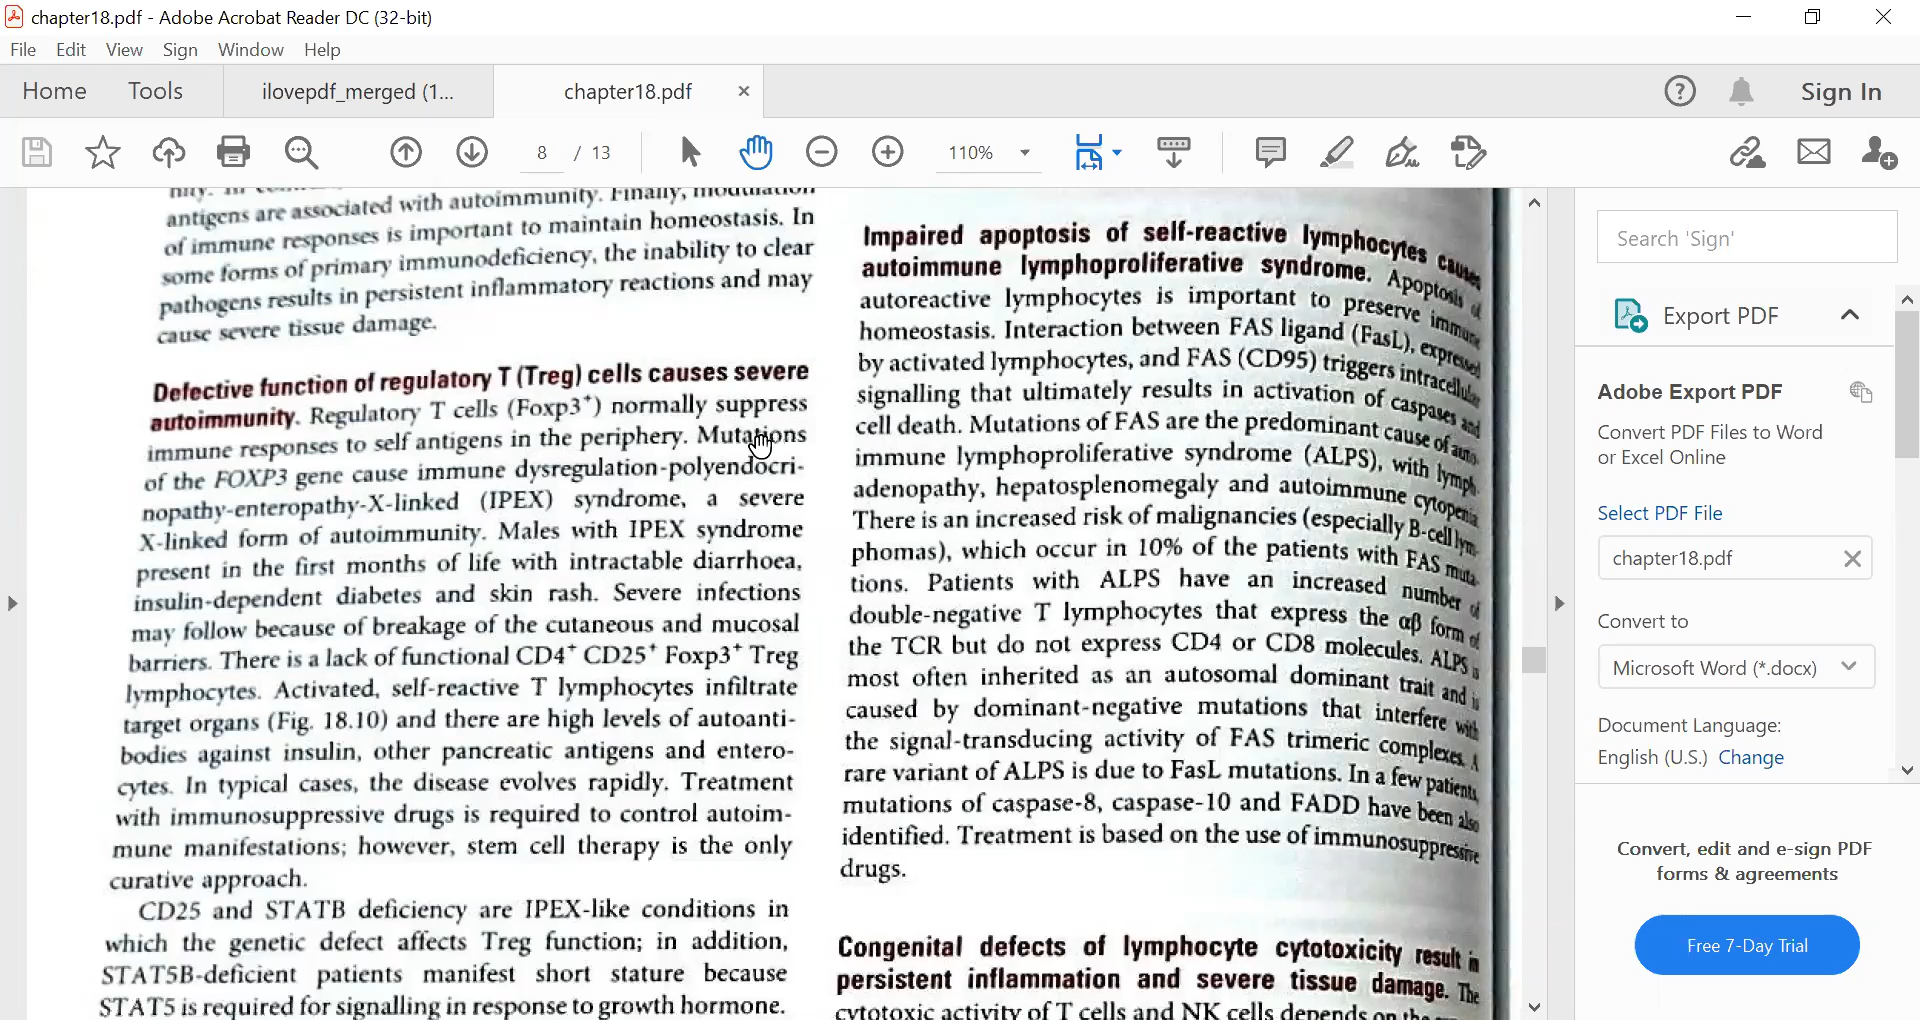 chapter18.pdf - Adobe Acrobat Reader DC (32-bit)
File Edit View Sign Window Help
Home Tools ilovepdf_merged (1... chapter18.pdf × Sign In
8 / 13 110%
antigens are associated with autoimmunity. Finally, modulation
of immune responses is important to maintain homeostasis. In
some forms of primary immunodeficiency, the inability to clear
pathogens results in persistent inflammatory reactions and may
cause severe tissue damage.
Defective function of regulatory T (Treg) cells causes severe
autoimmunity. Regulatory T cells (Foxp3⁺) normally suppress
immune responses to self antigens in the periphery. Mutations
of the FOXP3 gene cause immune dysregulation-polyendocri-
nopathy-enteropathy-X-linked (IPEX) syndrome, a severe
X-linked form of autoimmunity. Males with IPEX syndrome
present in the first months of life with intractable diarrhoea,
insulin-dependent diabetes and skin rash. Severe infections
may follow because of breakage of the cutaneous and mucosal
barriers. There is a lack of functional CD4⁺ CD25⁺ Foxp3⁺ Treg
lymphocytes. Activated, self-reactive T lymphocytes infiltrate
target organs (Fig. 18.10) and there are high levels of autoanti-
bodies against insulin, other pancreatic antigens and entero-
cytes. In typical cases, the disease evolves rapidly. Treatment
with immunosuppressive drugs is required to control autoim-
mune manifestations; however, stem cell therapy is the only
curative approach.
CD25 and STATB deficiency are IPEX-like conditions in
which the genetic defect affects Treg function; in addition,
STAT5B-deficient patients manifest short stature because
STAT5 is required for signalling in response to growth hormone.
Impaired apoptosis of self-reactive lymphocytes causes
autoimmune lymphoproliferative syndrome. Apoptosis of
autoreactive lymphocytes is important to preserve immune
homeostasis. Interaction between FAS ligand (FasL), expressed
by activated lymphocytes, and FAS (CD95) triggers intracellular
signalling that ultimately results in activation of caspases and
cell death. Mutations of FAS are the predominant cause of auto-
immune lymphoproliferative syndrome (ALPS), with lymph-
adenopathy, hepatosplenomegaly and autoimmune cytopenia.
There is an increased risk of malignancies (especially B-cell lym-
phomas), which occur in 10% of the patients with FAS muta-
tions. Patients with ALPS have an increased number of
double-negative T lymphocytes that express the αβ form of
the TCR but do not express CD4 or CD8 molecules. ALPS is
most often inherited as an autosomal dominant trait and is
caused by dominant-negative mutations that interfere with
the signal-transducing activity of FAS trimeric complexes. A
rare variant of ALPS is due to FasL mutations. In a few patients,
mutations of caspase-8, caspase-10 and FADD have been also
identified. Treatment is based on the use of immunosuppressive
drugs.
Congenital defects of lymphocyte cytotoxicity result in
persistent inflammation and severe tissue damage. The
cytotoxic activity of T cells and NK cells depends on the
Search 'Sign'
Export PDF
Adobe Export PDF
Convert PDF Files to Word
or Excel Online
Select PDF File
chapter18.pdf
Convert to
Microsoft Word (*.docx)
Document Language:
English (U.S.) Change
Convert, edit and e-sign PDF
forms & agreements
Free 7-Day Trial